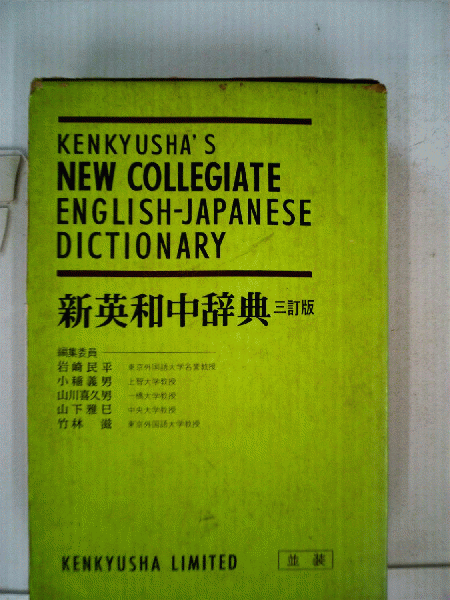 KENKYUSHA'S
NEW COLLEGIATE
ENGLISH-JAPANESE
DICTIONARY
新英和中辞典 三訂版
編集委員
岩崎民平 東京外国語大学名誉教授
小稲義男 上智大学教授
山川喜久男 一橋大学教授
山下雅巳 中央大学教授
竹林 滋 東京外国語大学教授
KENKYUSHA LIMITED 並装